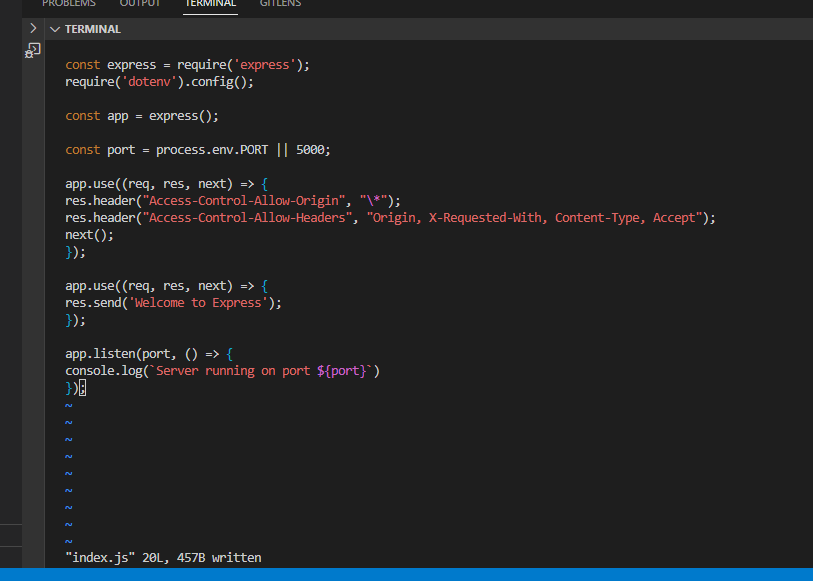 PROBLEMS OUTPUT TERMINAL GITLENS
TERMINAL
const express = require('express');
require('dotenv').config();
const app = express();
const port = process.env.PORT || 5000;
app.use((req, res, next) => {
res.header("Access-Control-Allow-Origin", "\*");
res.header("Access-Control-Allow-Headers", "Origin, X-Requested-With, Content-Type, Accept");
next();
});
app.use((req, res, next) => {
res.send('Welcome to Express');
});
app.listen(port, () => {
console.log(`Server running on port ${port}`)
});
~
~
~
~
~
~
~
~
~
"index.js" 20L, 457B written